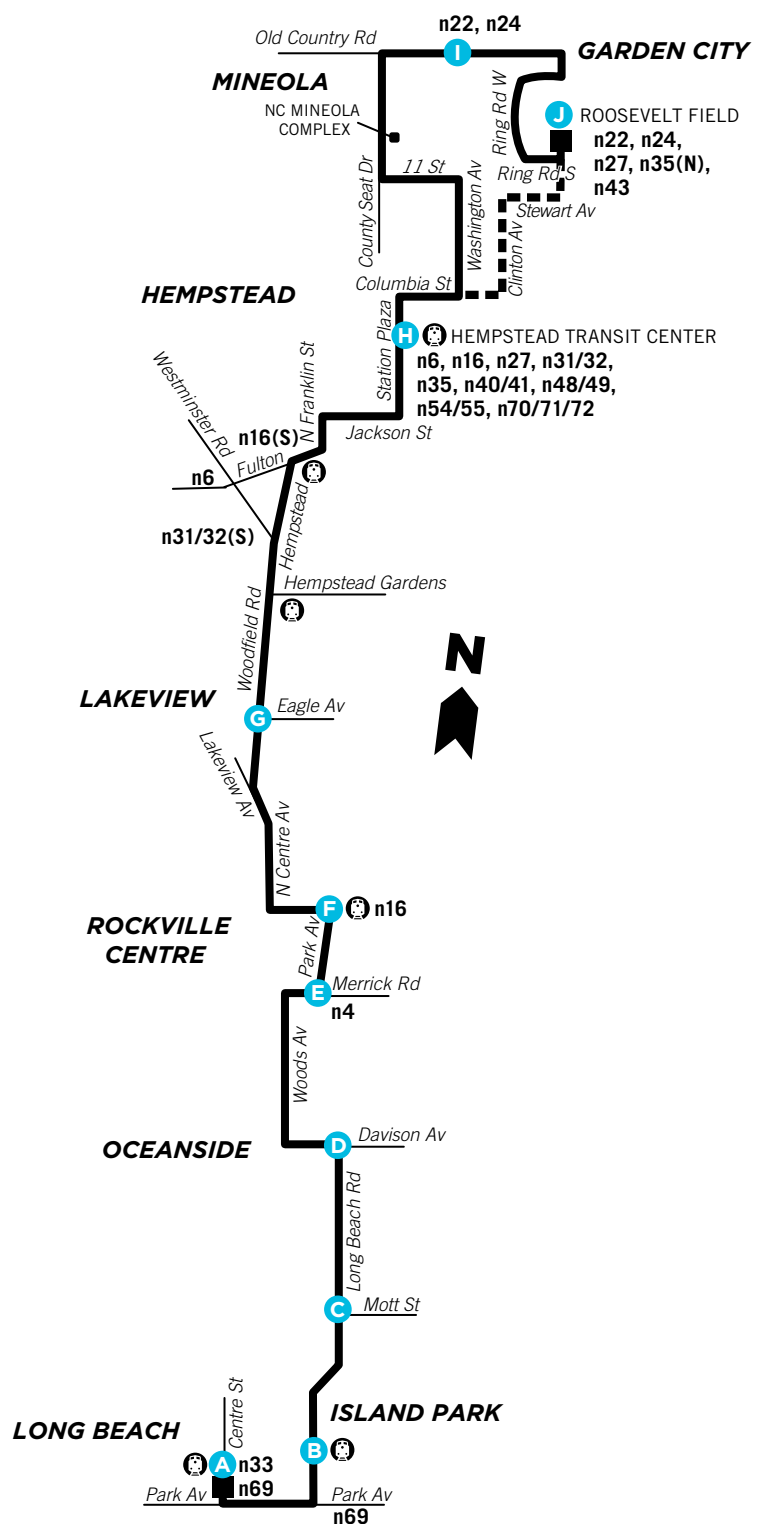 n22, n24
Old Country Rd
GARDEN CITY
I
MINEOLA
NC MINEOLA
COMPLEX
Ring Rd W
J ROOSEVELT FIELD
n22, n24,
n27, n35(N),
n43
11 St
Ring Rd S
County Seat Dr
Washington Av
Stewart Av
Clinton Av
Columbia St
HEMPSTEAD
Station Plaza
H HEMPSTEAD TRANSIT CENTER
n6, n16, n27, n31/32,
n35, n40/41, n48/49,
n54/55, n70/71/72
Westminster Rd
N Franklin St
n16(S)
Jackson St
Fulton
n6
Hempstead
n31/32(S)
Hempstead Gardens
Woodfield Rd
N
LAKEVIEW
G Eagle Av
Lakeview Av
N Centre Av
F n16
ROCKVILLE
CENTRE
Park Av
E Merrick Rd
n4
Woods Av
OCEANSIDE
D Davison Av
Long Beach Rd
C Mott St
ISLAND PARK
LONG BEACH
Centre St
B
A n33
n69
Park Av
Park Av
n69